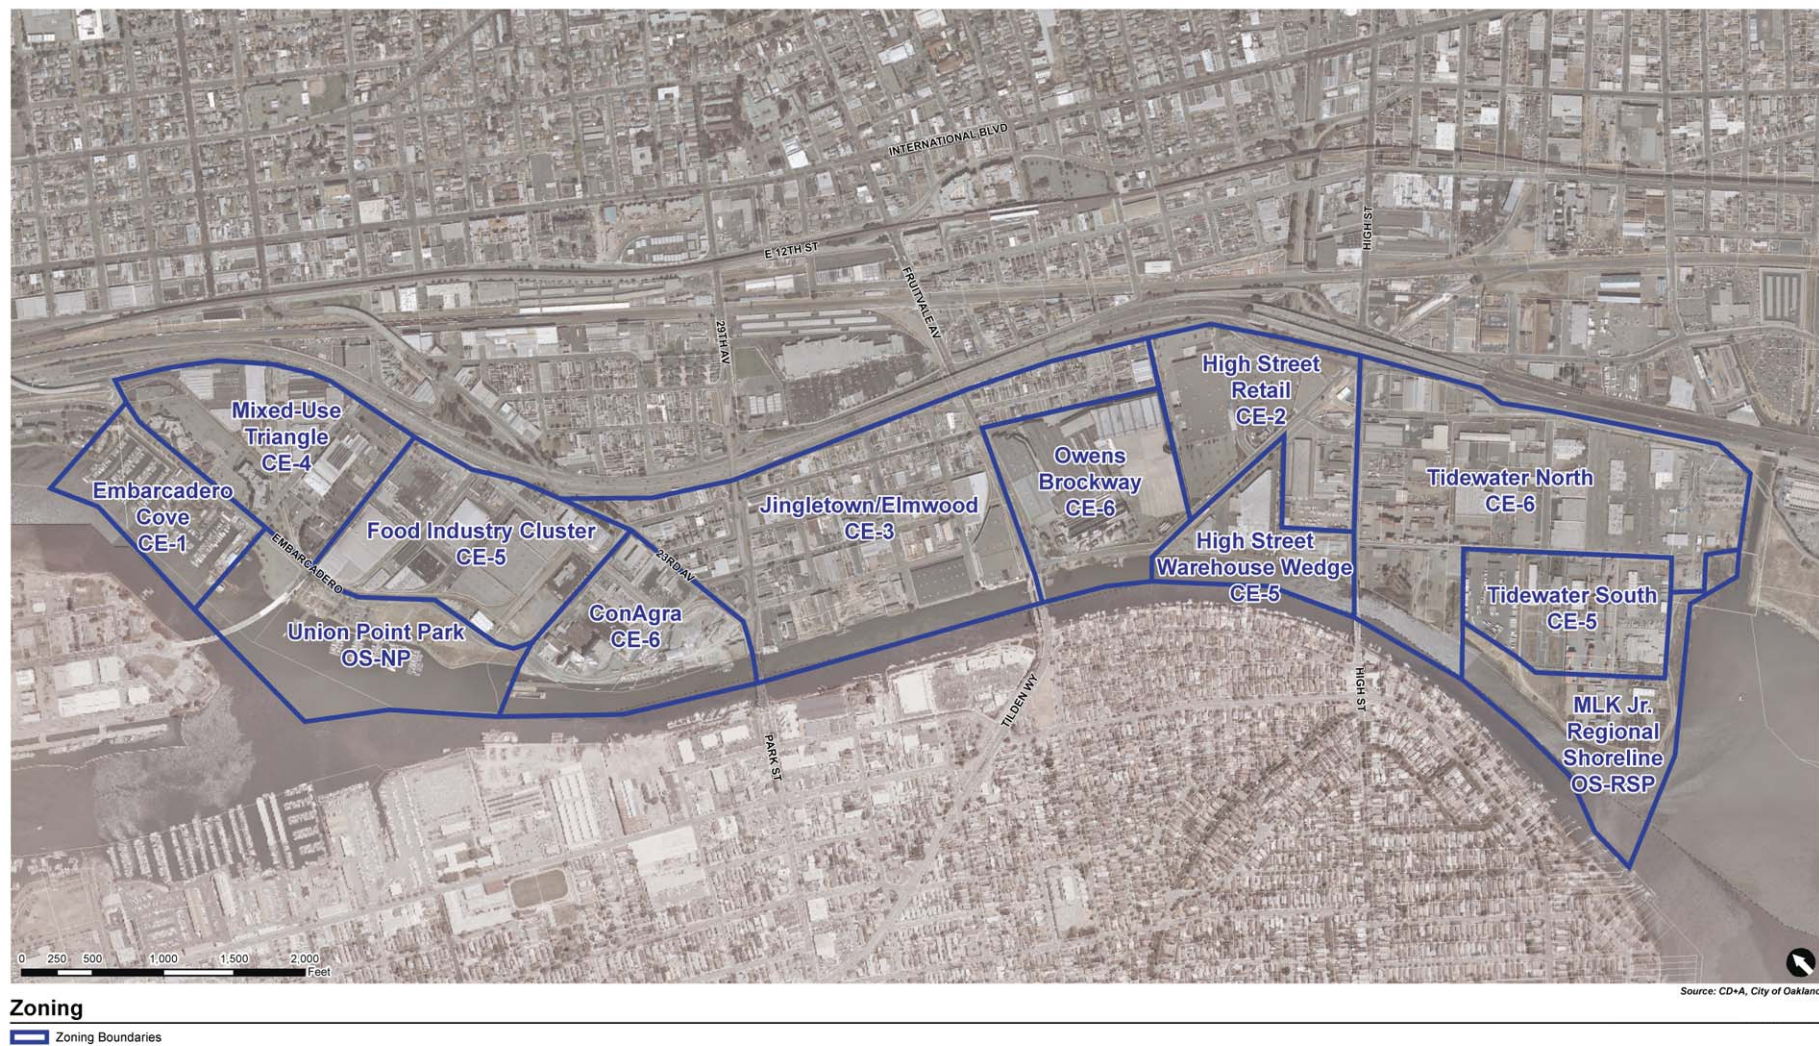 INTERNATIONAL BLVD
E 12TH ST
HIGH ST
FRUITVALE AV
29TH AV
High Street
Retail
CE-2
Mixed-Use
Triangle
CE-4
Owens
Brockway
CE-6
Tidewater North
CE-6
Embarcadero
Cove
CE-1
Jingletown/Elmwood
CE-3
Food Industry Cluster
CE-5
23RD AV
EMBARCADERO
High Street
Warehouse Wedge
CE-5
Tidewater South
CE-5
ConAgra
CE-6
Union Point Park
OS-NP
TILDEN WY
HIGH ST
PARK ST
MLK Jr.
Regional
Shoreline
OS-RSP
0 250 500 1,000 1,500 2,000
Feet
Source: CD+A, City of Oakland
Zoning
Zoning Boundaries